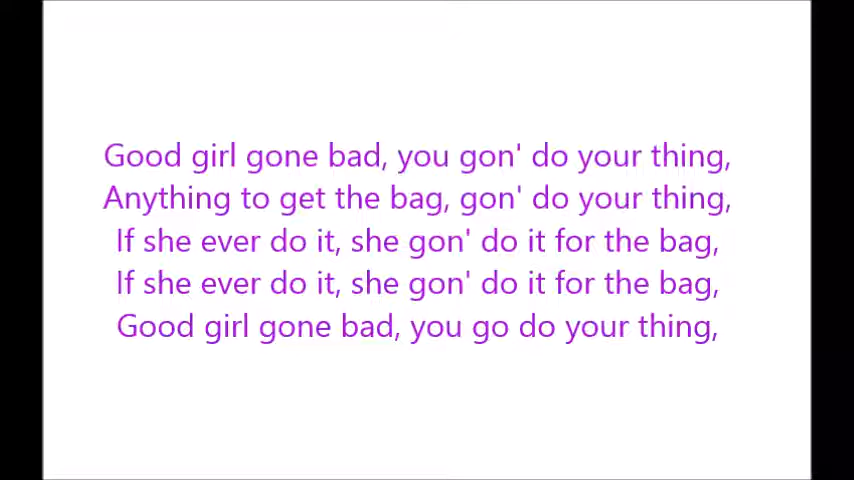 Good girl gone bad, you gon' do your thing,
Anything to get the bag, gon' do your thing,
If she ever do it, she gon' do it for the bag,
If she ever do it, she gon' do it for the bag,
Good girl gone bad, you go do your thing,